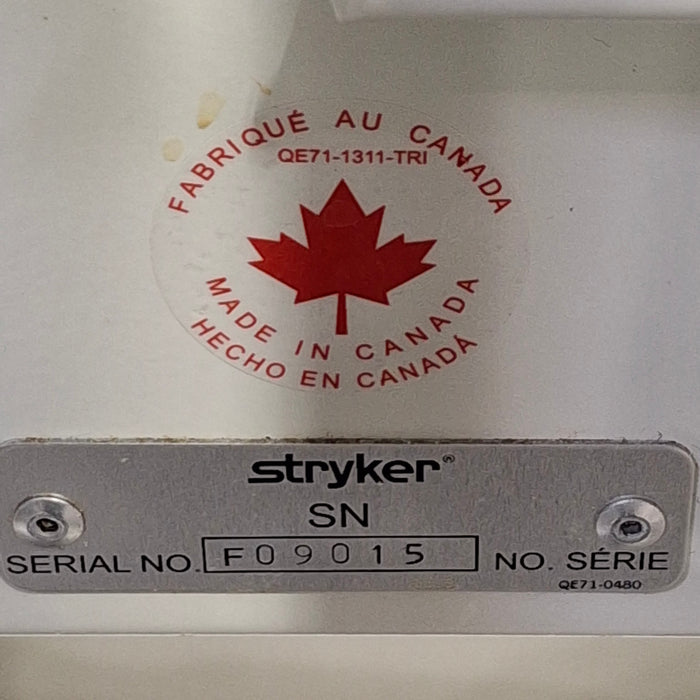 FABRIQUÉ AU CANADA
QE71-1311-TRI
MADE IN CANADA
HECHO EN CANADÁ
stryker®
SN
SERIAL NO. F09015 NO. SÉRIE
QE71-0480